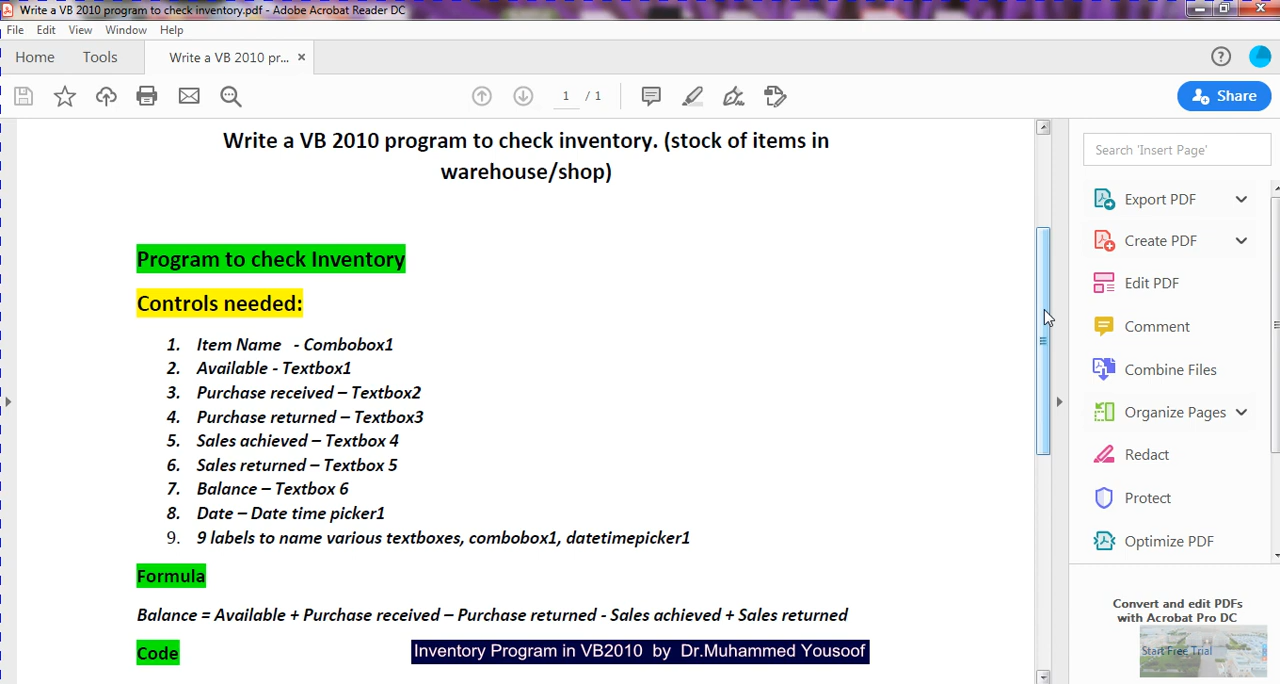 Write a VB 2010 program to check inventory.pdf - Adobe Acrobat Reader DC
File Edit View Window Help
Home Tools Write a VB 2010 pr... ×
1 / 1
Share
Write a VB 2010 program to check inventory. (stock of items in
warehouse/shop)
Program to check Inventory
Controls needed:
1. Item Name - Combobox1
2. Available - Textbox1
3. Purchase received – Textbox2
4. Purchase returned – Textbox3
5. Sales achieved – Textbox 4
6. Sales returned – Textbox 5
7. Balance – Textbox 6
8. Date – Date time picker1
9. 9 labels to name various textboxes, combobox1, datetimepicker1
Formula
Balance = Available + Purchase received – Purchase returned - Sales achieved + Sales returned
Code
Inventory Program in VB2010 by Dr.Muhammed Yousoof
Search 'Insert Page'
Export PDF
Create PDF
Edit PDF
Comment
Combine Files
Organize Pages
Redact
Protect
Optimize PDF
Convert and edit PDFs
with Acrobat Pro DC
Start Free Trial